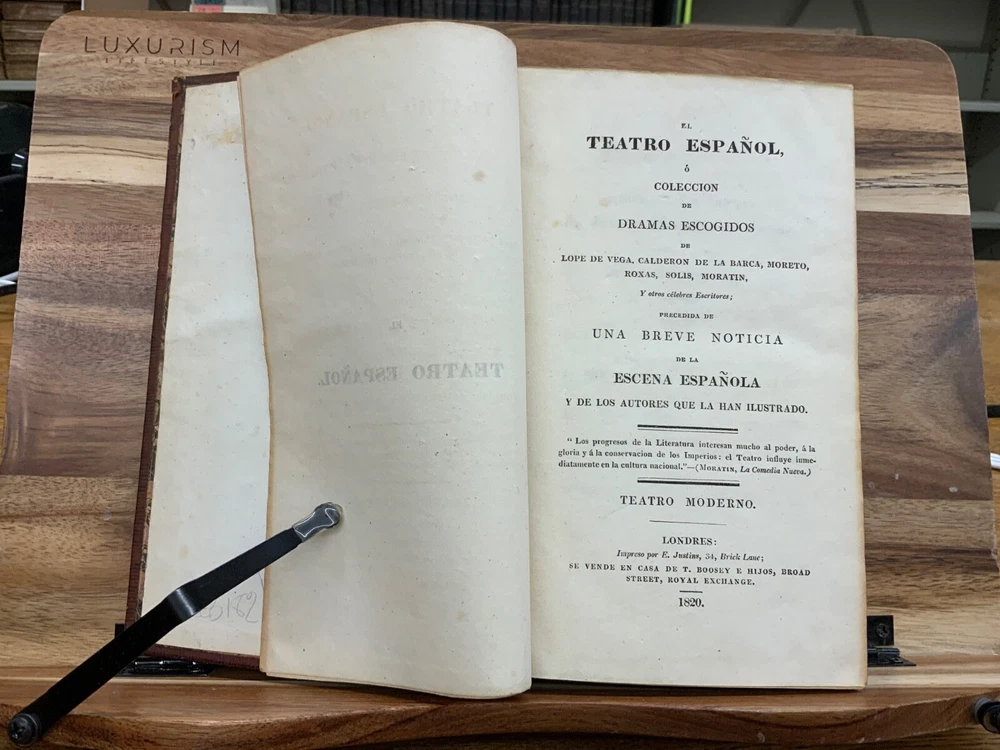 LUXURISM
LIFESTYLE
EL
TEATRO ESPAÑOL
EL
TEATRO ESPAÑOL,
ò
COLECCION
DE
DRAMAS ESCOGIDOS
DE
LOPE DE VEGA, CALDERON DE LA BARCA, MORETO,
ROXAS, SOLIS, MORATIN,
Y otros célebres Escritores;
PRECEDIDA DE
UNA BREVE NOTICIA
DE LA
ESCENA ESPAÑOLA
Y DE LOS AUTORES QUE LA HAN ILUSTRADO.
“ Los progresos de la Literatura interesan mucho al poder, á la
gloria y á la conservacion de los Imperios: el Teatro influye inme-
diatamente en la cultura nacional.”—(MORATIN, La Comedia Nueva.)
TEATRO MODERNO.
LONDRES:
Impreso por E. Justins, 34, Brick Lane;
SE VENDE EN CASA DE T. BOOSEY E HIJOS, BROAD
STREET, ROYAL EXCHANGE.
1820.